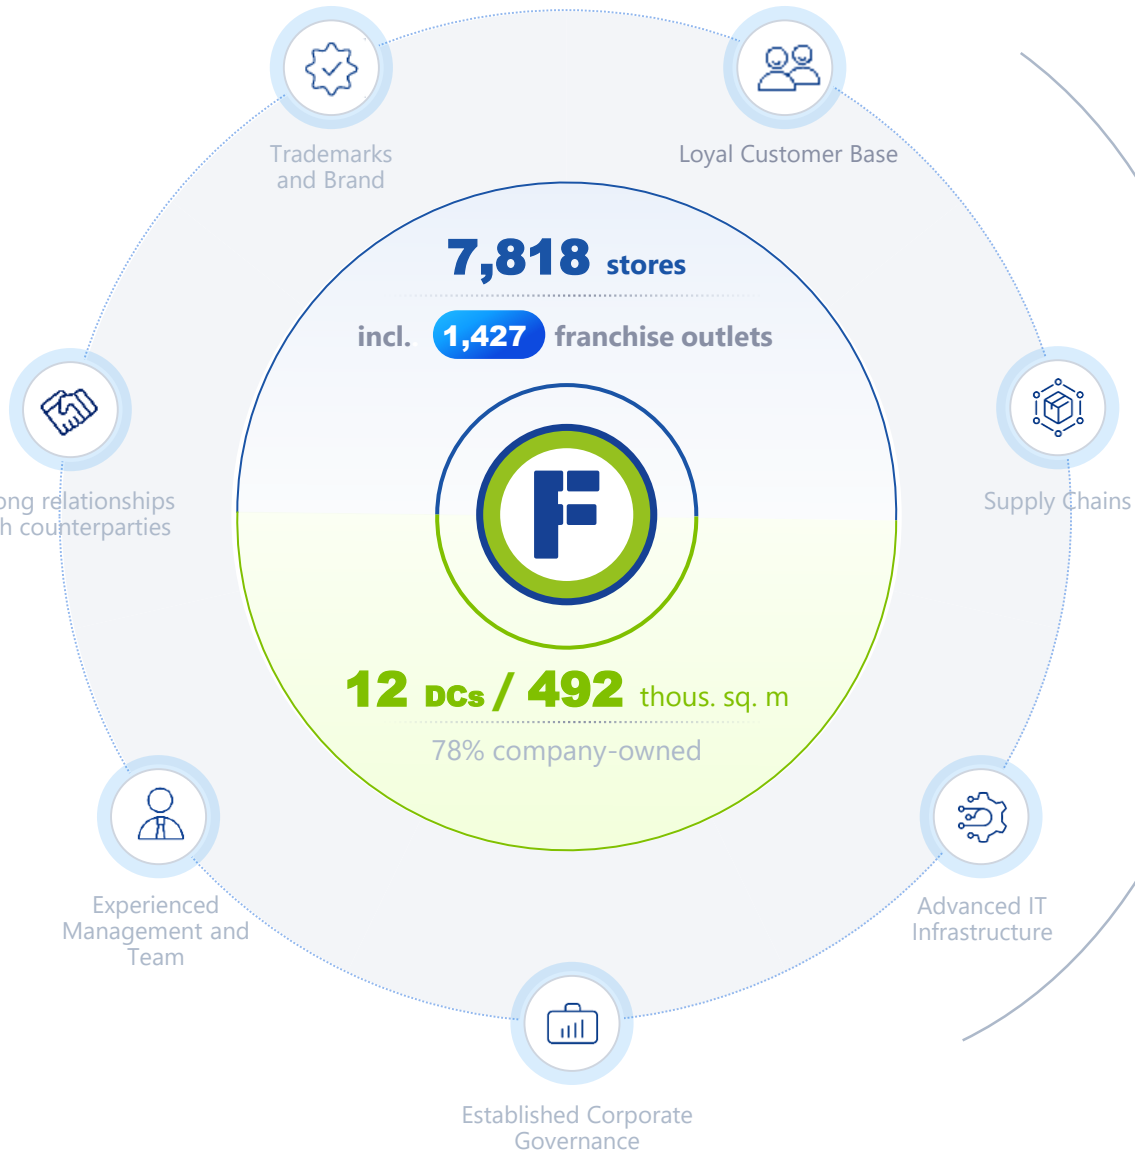 Trademarks
and Brand
Loyal Customer Base
7,818 stores
incl. 1,427 franchise outlets
relationships
counterparties
Supply Chains
F
12 DCs / 492 thous. sq. m
78% company-owned
Experienced
Management and
Team
Advanced IT
Infrastructure
Established Corporate
Governance